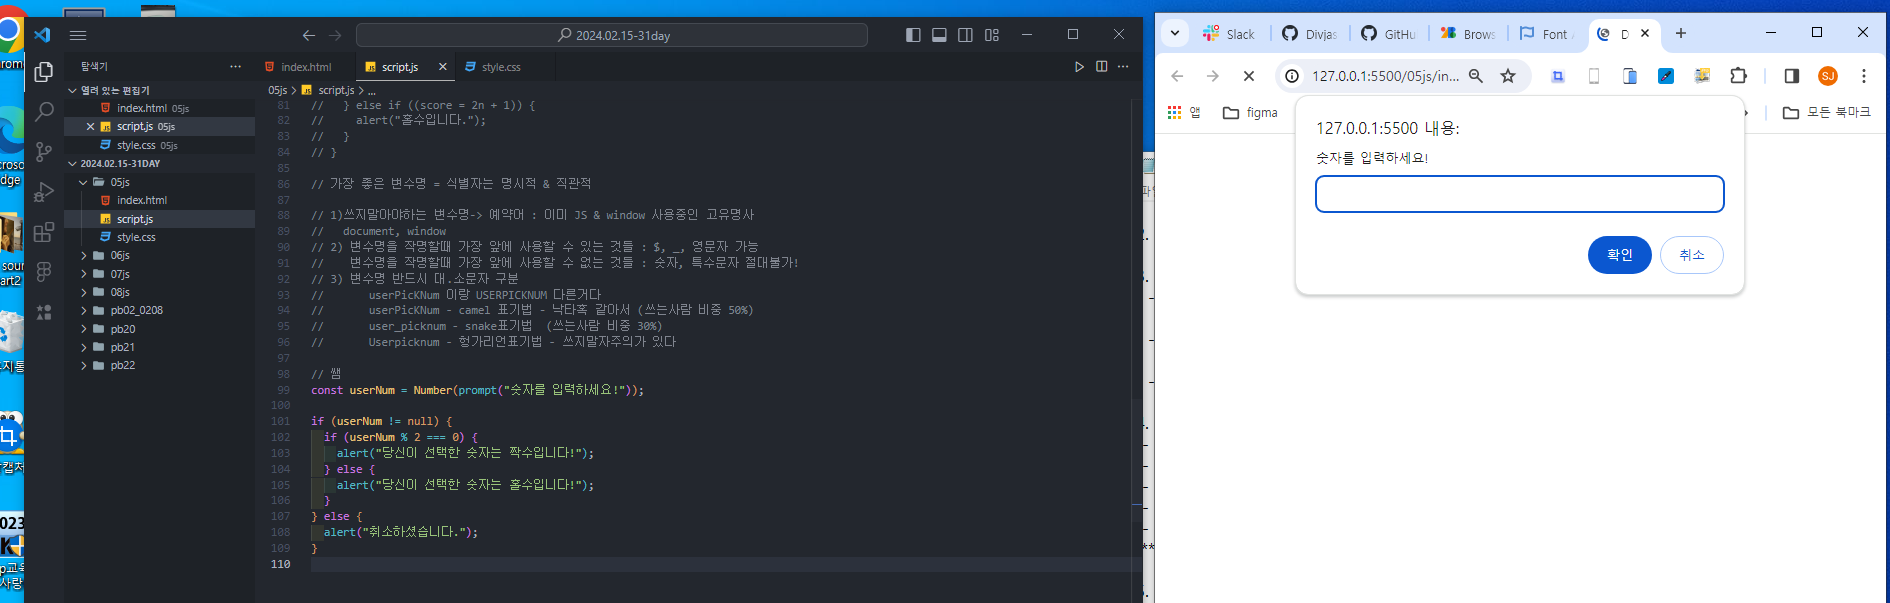 2024.02.15-31day
탐색기
index.html
script.js
style.css
열려 있는 편집기
index.html 05js
script.js 05js
style.css 05js
2024.02.15-31DAY
05js
index.html
script.js
style.css
06js
07js
08js
pb02_0208
pb20
pb21
pb22
05js > script.js > ...
81 //   } else if ((score = 2n + 1)) {
82 //     alert("홀수입니다.");
83 //   }
84 // }
85
86 // 가장 좋은 변수명 = 식별자는 명시적 & 직관적
87
88 // 1)쓰지말아야하는 변수명-> 예약어 : 이미 JS & window 사용중인 고유명사
89 //   document, window
90 // 2) 변수명을 작명할때 가장 앞에 사용할 수 있는 것들 : $, _, 영문자 가능
91 //    변수명을 작명할때 가장 앞에 사용할 수 없는 것들 : 숫자, 특수문자 절대불가!
92 // 3) 변수명 반드시 대.소문자 구분
93 //       userPicKNum 이랑 USERPICKNUM 다른거다
94 //       userPicKNum - camel 표기법 - 낙타혹 같아서 (쓰는사람 비중 50%)
95 //       user_picknum - snake표기법  (쓰는사람 비중 30%)
96 //       Userpicknum - 헝가리언표기법 - 쓰지말자주의가 있다
97
98 // 쌤
99 const userNum = Number(prompt("숫자를 입력하세요!"));
100
101 if (userNum != null) {
102   if (userNum % 2 === 0) {
103     alert("당신이 선택한 숫자는 짝수입니다!");
104   } else {
105     alert("당신이 선택한 숫자는 홀수입니다!");
106   }
107 } else {
108   alert("취소하셨습니다.");
109 }
110
Slack
Divjas
GitHu
Brows
Font
D
127.0.0.1:5500/05js/in...
SJ
앱
figma
모든 북마크
127.0.0.1:5500 내용:
숫자를 입력하세요!
확인
취소